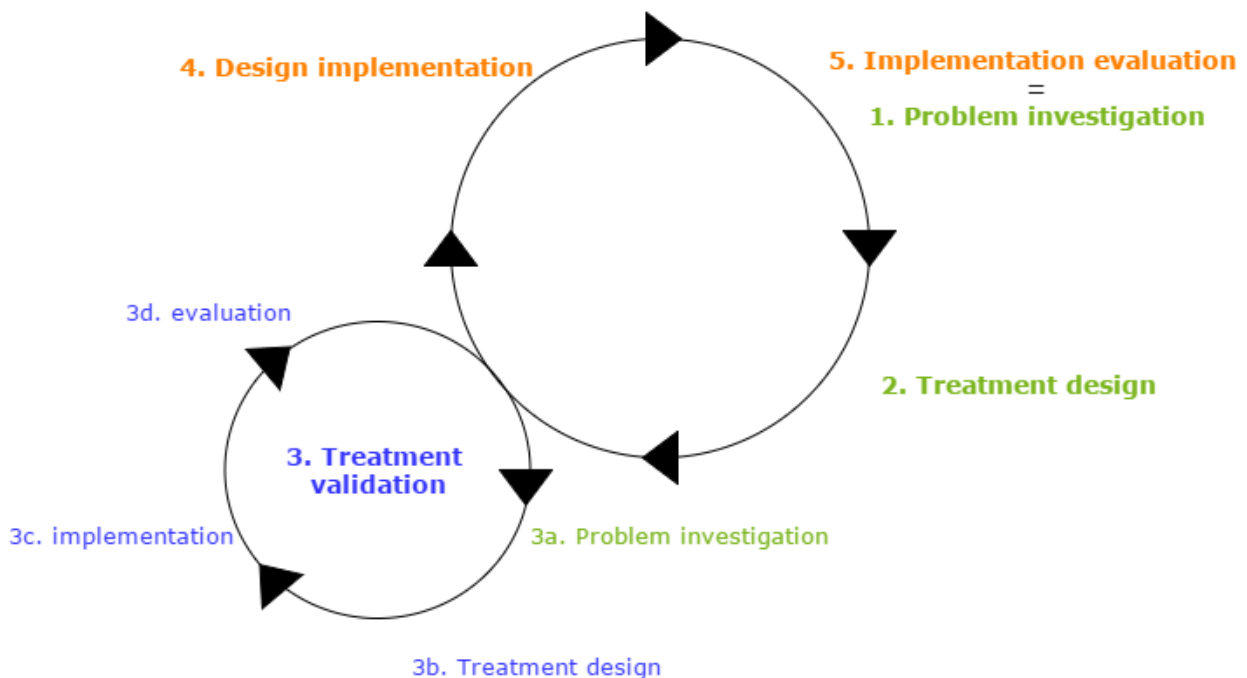 4. Design implementation
5. Implementation evaluation
=
1. Problem investigation
2. Treatment design
3d. evaluation
3. Treatment
validation
3c. implementation
3a. Problem investigation
3b. Treatment design